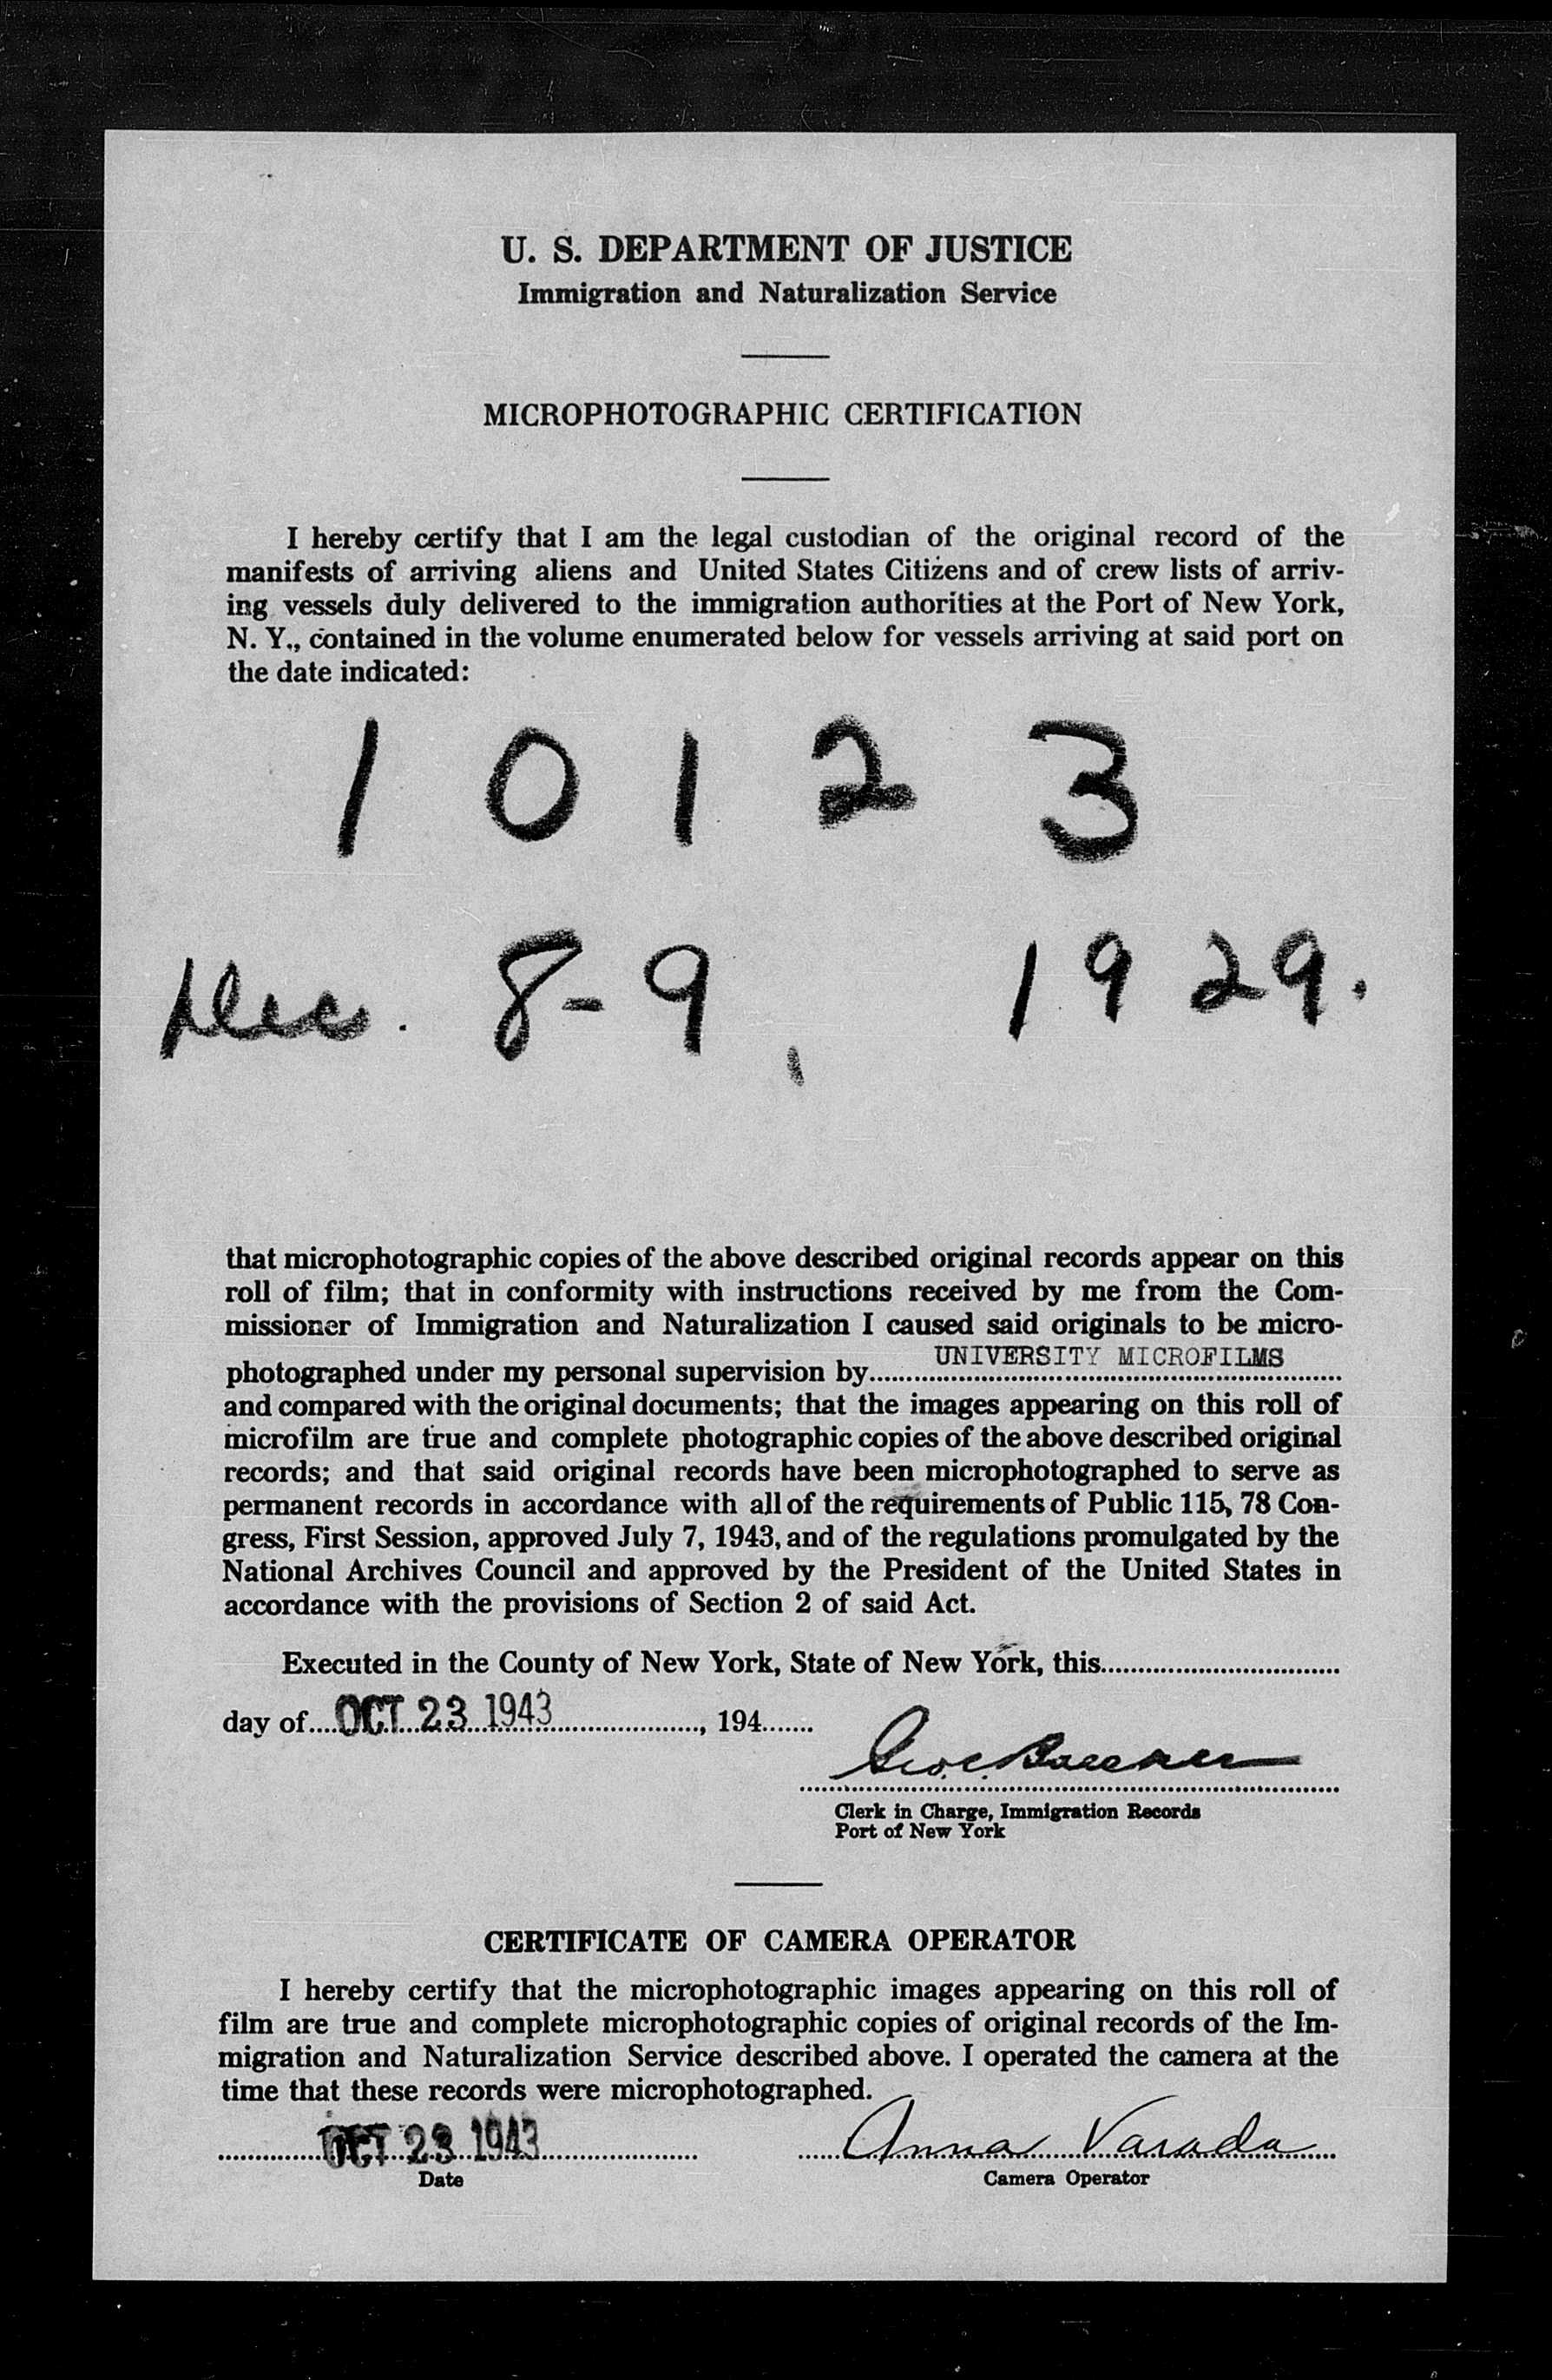 U. S. DEPARTMENT OF JUSTICE
Immigration and Naturalization Service
MICROPHOTOGRAPHIC CERTIFICATION
I hereby certify that I am the legal custodian of the original record of the
manifests of arriving aliens and United States Citizens and of crew lists of arriv-
ing vessels duly delivered to the immigration authorities at the Port of New York,
N. Y., contained in the volume enumerated below for vessels arriving at said port on
the date indicated:
1 0 1 2 3
Dec. 8-9, 1929.
that microphotographic copies of the above described original records appear on this
roll of film; that in conformity with instructions received by me from the Com-
missioner of Immigration and Naturalization I caused said originals to be micro-
photographed under my personal supervision by UNIVERSITY MICROFILMS
and compared with the original documents; that the images appearing on this roll of
microfilm are true and complete photographic copies of the above described original
records; and that said original records have been microphotographed to serve as
permanent records in accordance with all of the requirements of Public 115, 78 Con-
gress, First Session, approved July 7, 1943, and of the regulations promulgated by the
National Archives Council and approved by the President of the United States in
accordance with the provisions of Section 2 of said Act.
Executed in the County of New York, State of New York, this
day of OCT 23 1943, 194
Geo. C.
Clerk in Charge, Immigration Records
Port of New York
CERTIFICATE OF CAMERA OPERATOR
I hereby certify that the microphotographic images appearing on this roll of
film are true and complete microphotographic copies of original records of the Im-
migration and Naturalization Service described above. I operated the camera at the
time that these records were microphotographed.
OCT 23 1943 Anna Varada
Date Camera Operator